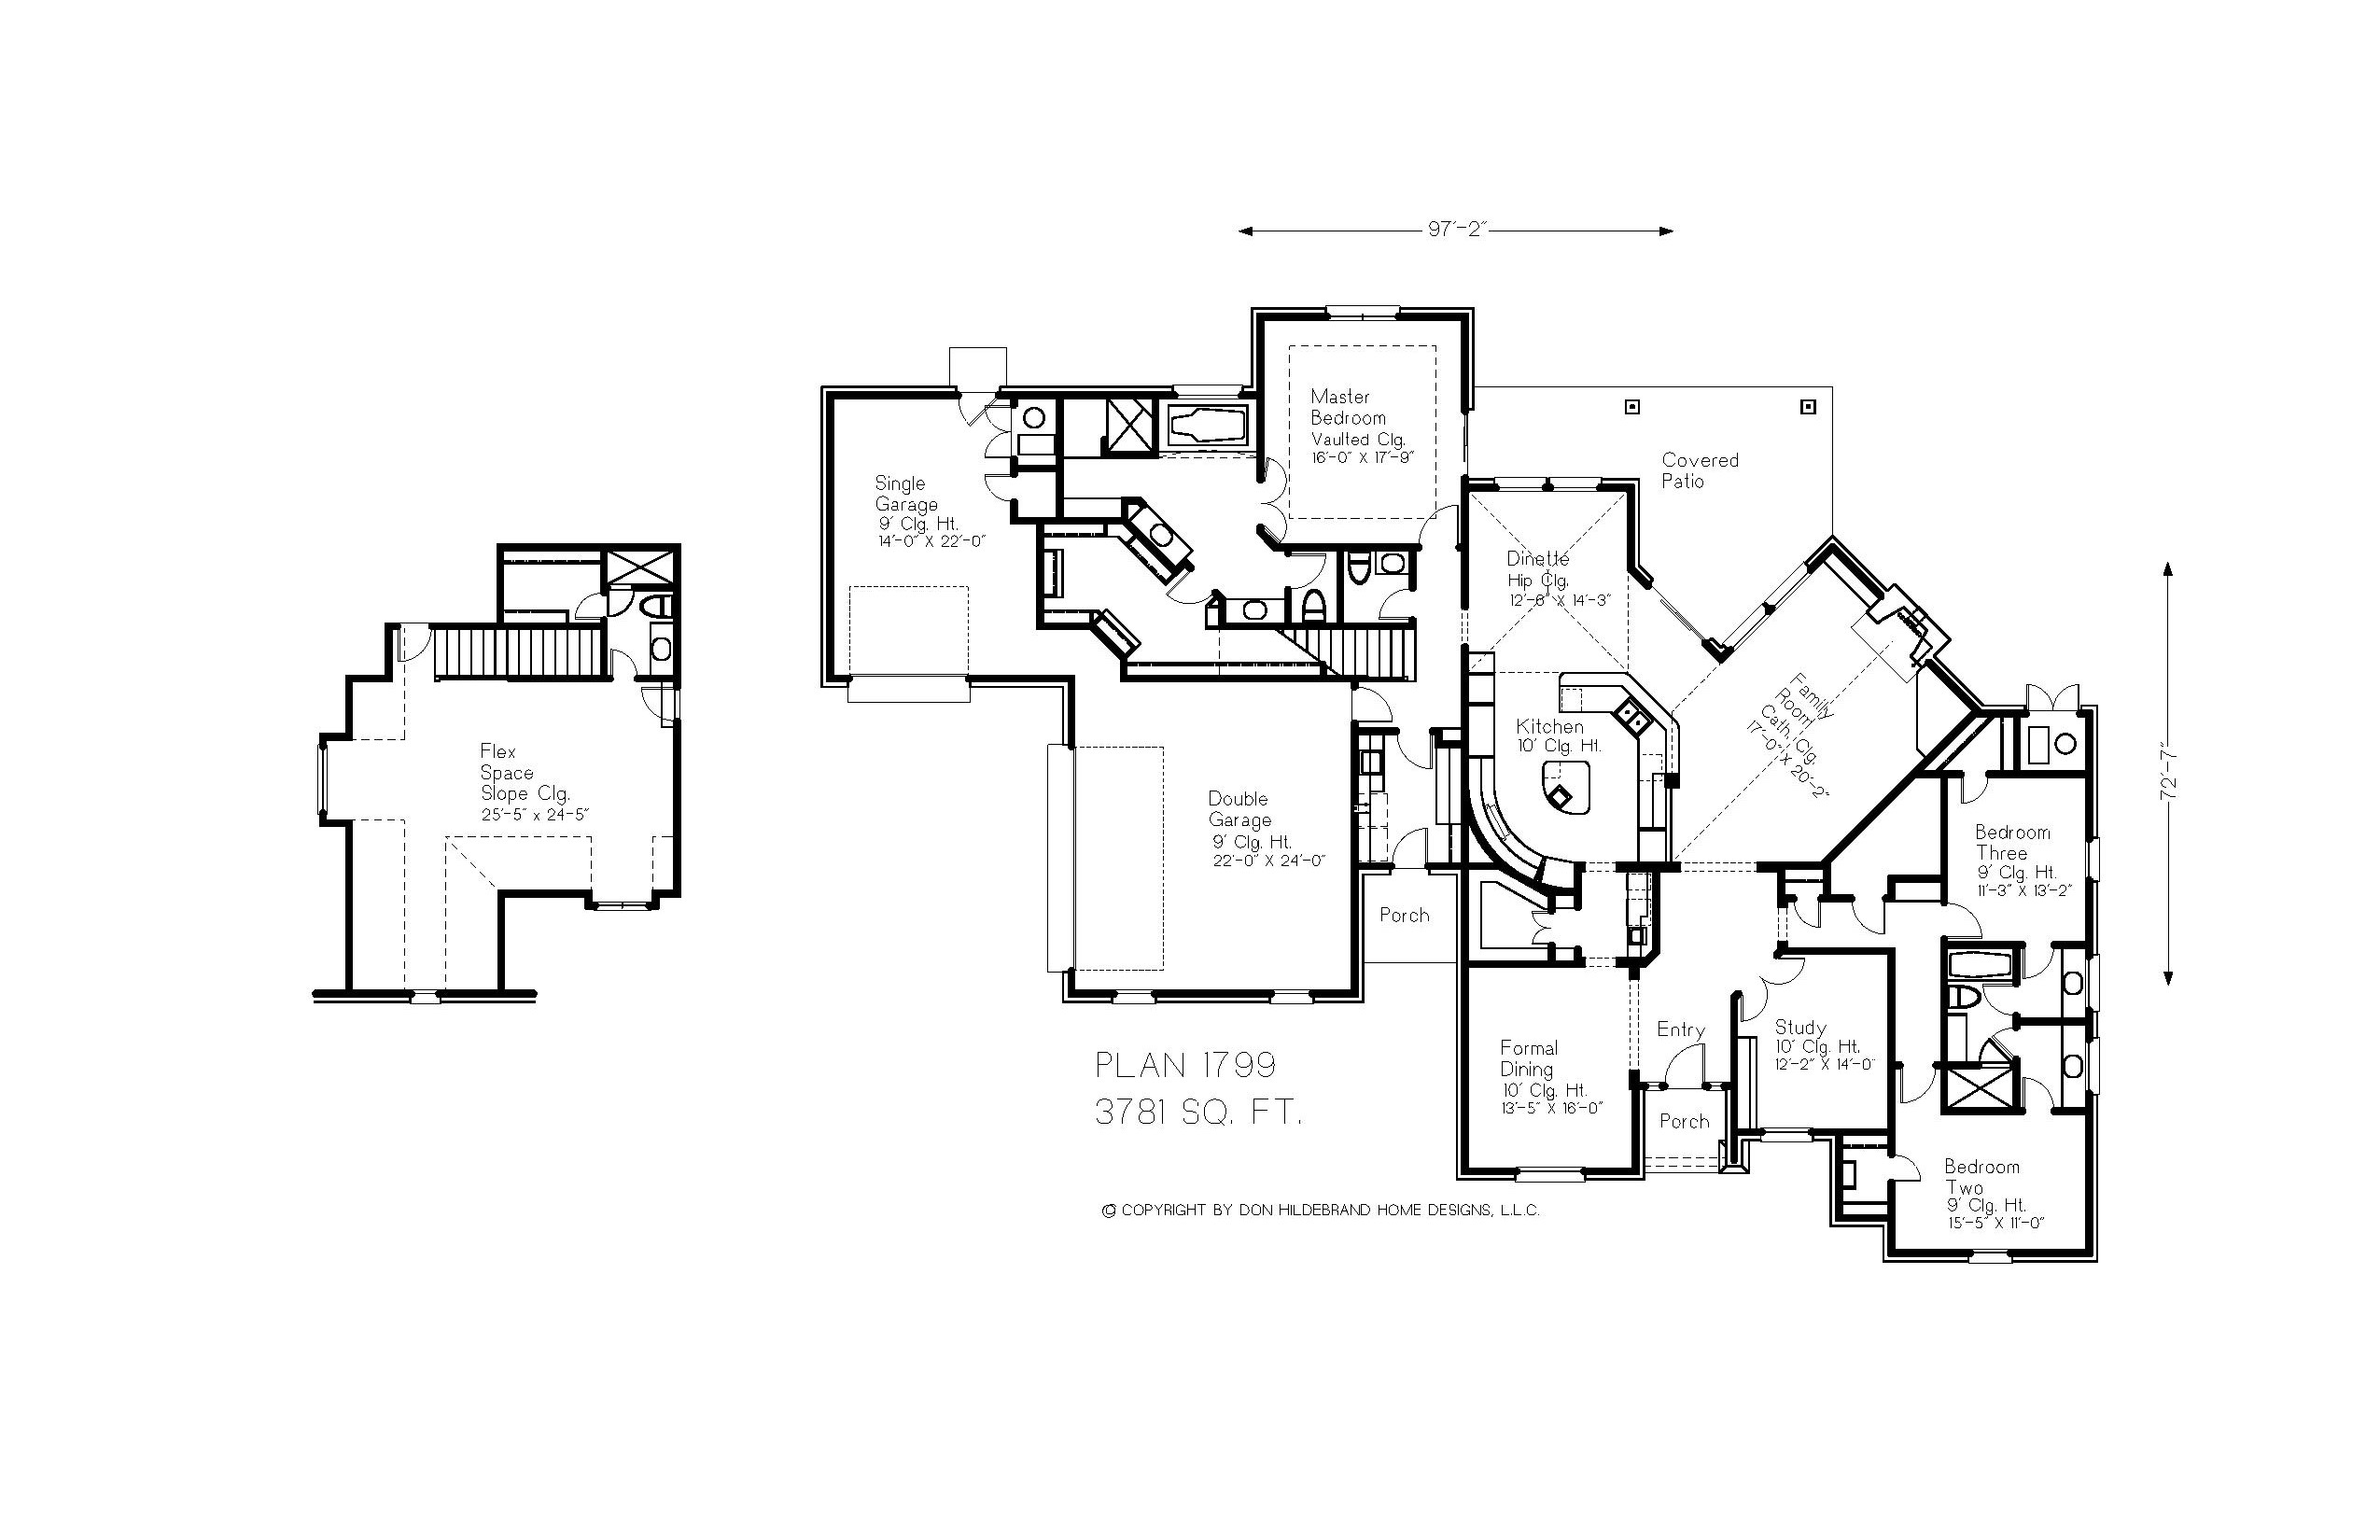 97'-2"
Master
Bedroom
Vaulted Clg.
16'-0" X 17'-9"
Covered
Patio
Single
Garage
9' Clg. Ht.
14'-0" X 22'-0"
Dinette
Hip Clg.
12'-6" X 14'-3"
Family
Room
Cath. Clg.
17'-0" X 20'-2"
Kitchen
10' Clg. Ht.
72'-7"
Flex
Space
Slope Clg.
25'-5" x 24-5"
Double
Garage
9' Clg. Ht.
22'-0" X 24'-0"
Bedroom
Three
9' Clg. Ht.
11'-3" X 13'-2"
Porch
Entry
Study
10' Clg. Ht.
12'-2" X 14'-0"
Formal
Dining
10' Clg. Ht.
13'-5" X 16'-0"
Porch
PLAN 1799
3781 SQ. FT.
Bedroom
Two
9' Clg. Ht.
15'-5" X 11'-0"
© COPYRIGHT BY DON HILDEBRAND HOME DESIGNS, L.L.C.